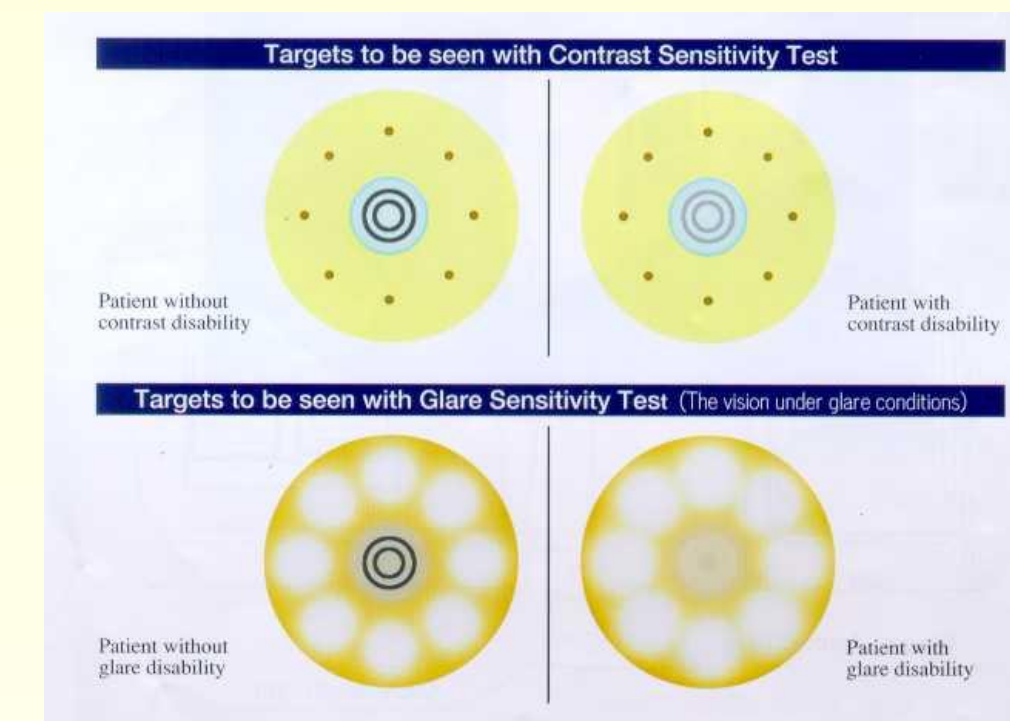 Targets to be seen with Contrast Sensitivity Test
Patient without
contrast disability
Patient with
contrast disability
Targets to be seen with Glare Sensitivity Test (The vision under glare conditions)
Patient without
glare disability
Patient with
glare disability